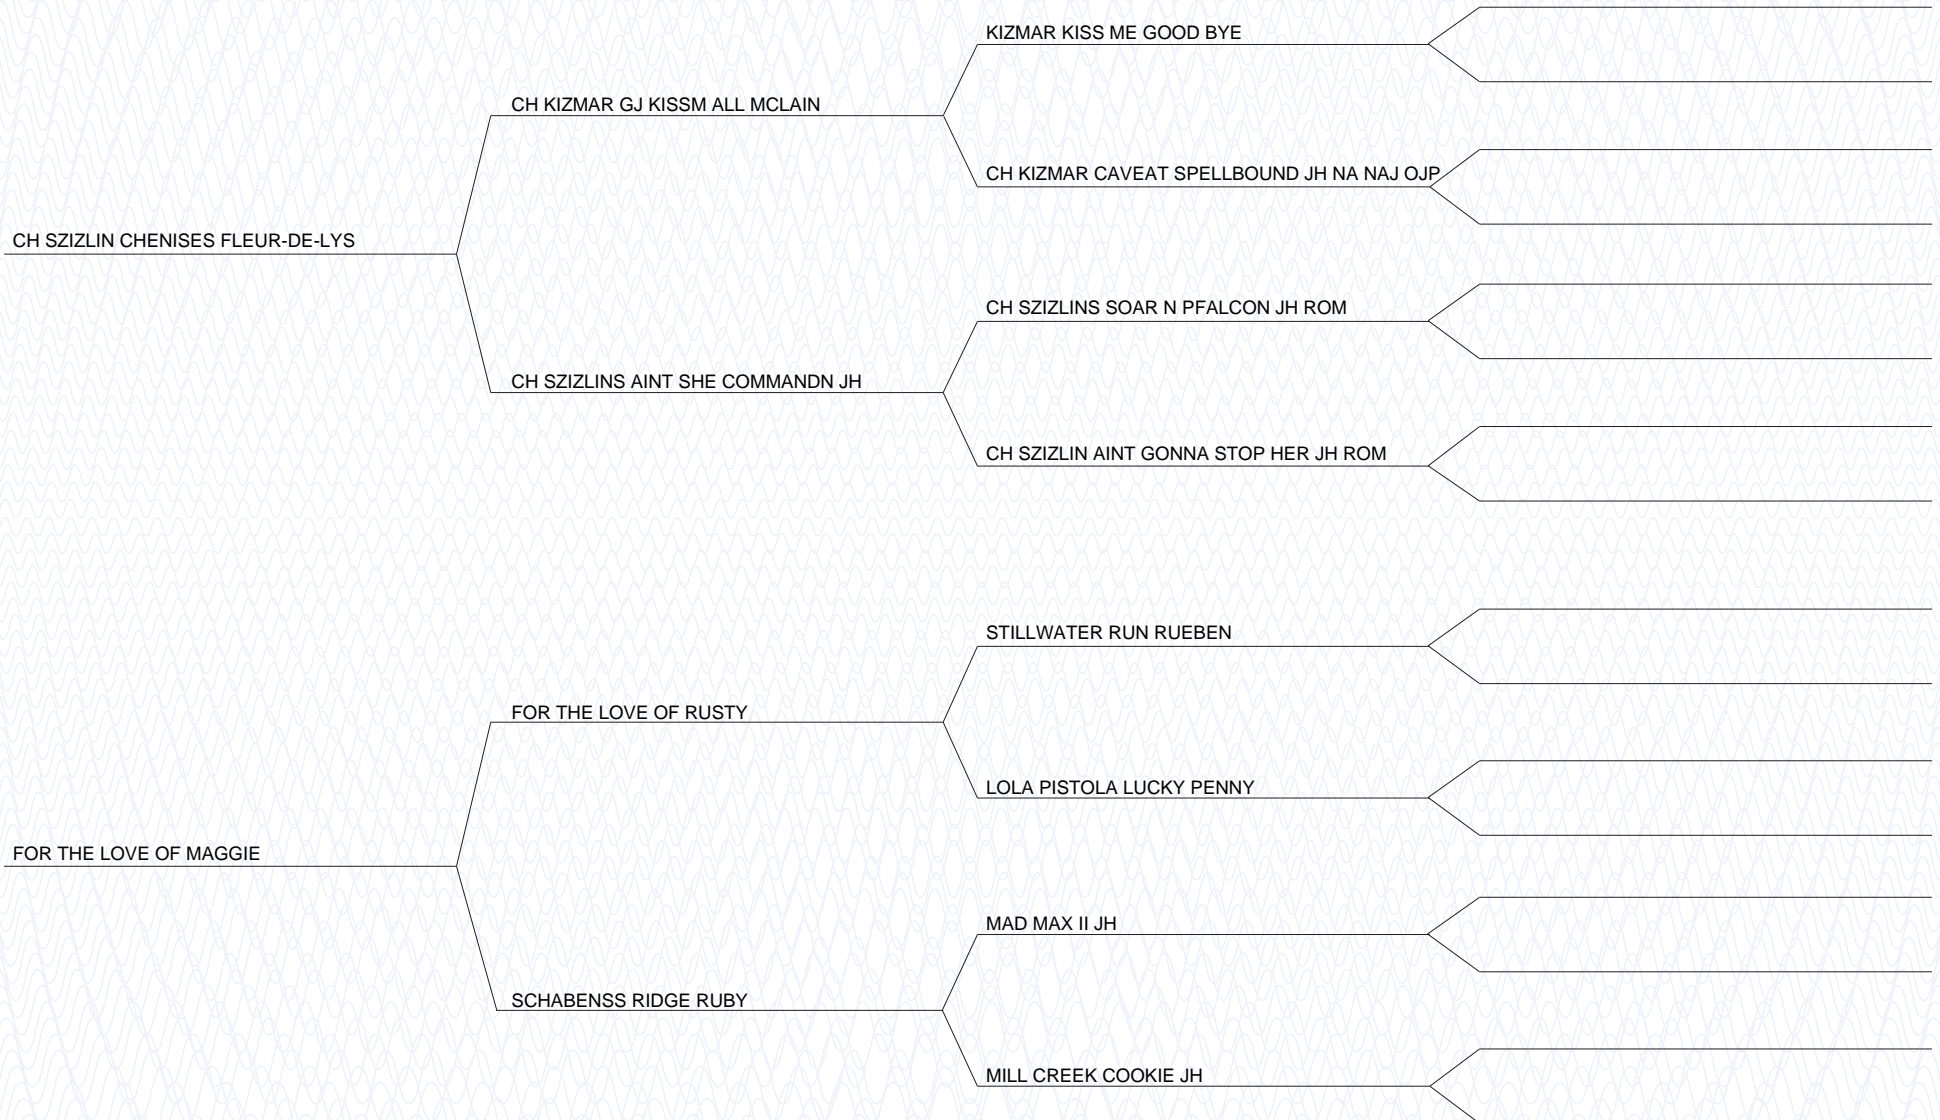 KIZMAR KISS ME GOOD BYE
CH KIZMAR GJ KISSM ALL MCLAIN
CH KIZMAR CAVEAT SPELLBOUND JH NA NAJ OJP
CH SZIZLIN CHENISES FLEUR-DE-LYS
CH SZIZLINS SOAR N PFALCON JH ROM
CH SZIZLINS AINT SHE COMMANDN JH
CH SZIZLIN AINT GONNA STOP HER JH ROM
STILLWATER RUN RUEBEN
FOR THE LOVE OF RUSTY
LOLA PISTOLA LUCKY PENNY
FOR THE LOVE OF MAGGIE
MAD MAX II JH
SCHABENSS RIDGE RUBY
MILL CREEK COOKIE JH